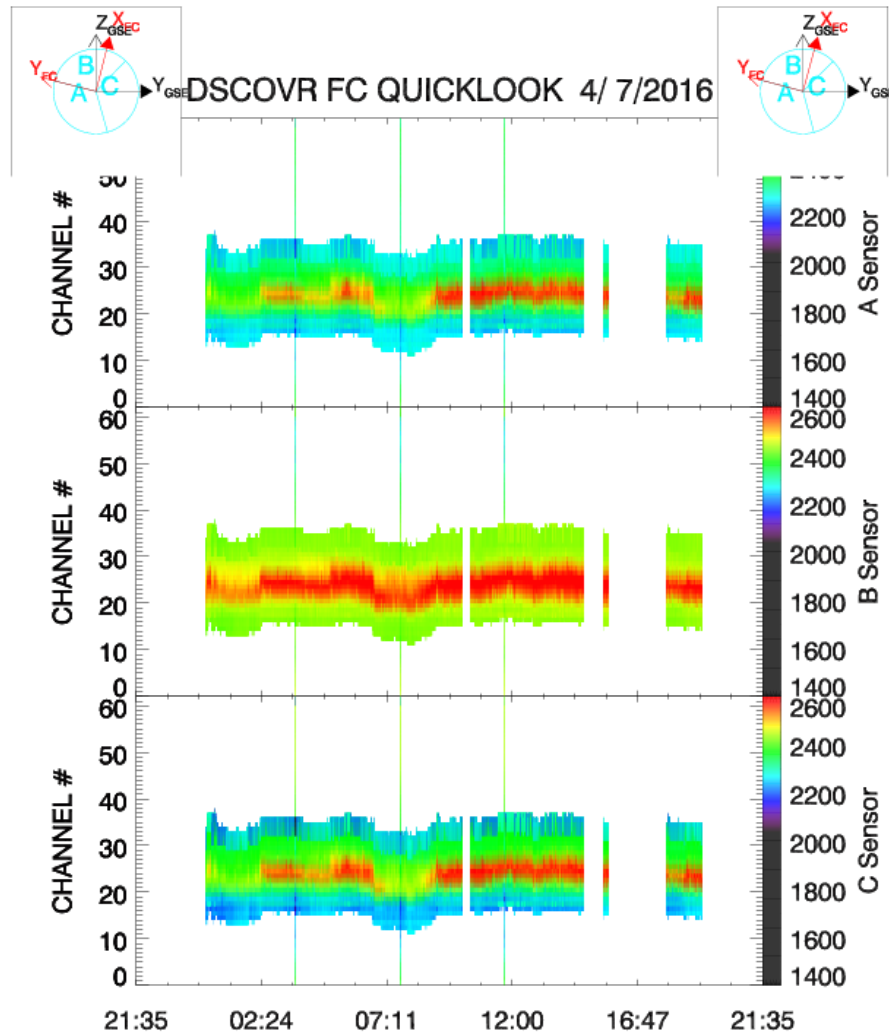 Z GSE X FC
Y FC
B
A C
Y GSE
DSCOVR FC QUICKLOOK 4/ 7/2016
Z GSE X FC
Y FC
B
A C
Y GSE
CHANNEL #
50
40
30
20
10
0
2400
2200
2000
1800
1600
1400
A Sensor
CHANNEL #
60
50
40
30
20
10
0
2600
2400
2200
2000
1800
1600
1400
B Sensor
CHANNEL #
60
50
40
30
20
10
0
2600
2400
2200
2000
1800
1600
1400
C Sensor
21:35 02:24 07:11 12:00 16:47 21:35